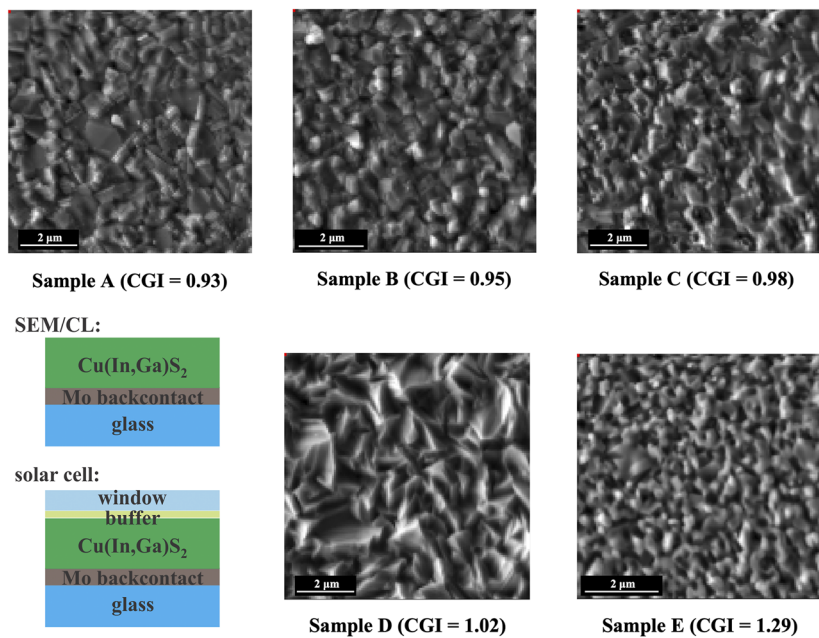 2 μm
2 μm
2 μm
Sample A (CGI = 0.93)
Sample B (CGI = 0.95)
Sample C (CGI = 0.98)
SEM/CL:
Cu(In,Ga)S₂
Mo backcontact
glass
solar cell:
window
buffer
Cu(In,Ga)S₂
Mo backcontact
glass
2 μm
2 μm
Sample D (CGI = 1.02)
Sample E (CGI = 1.29)